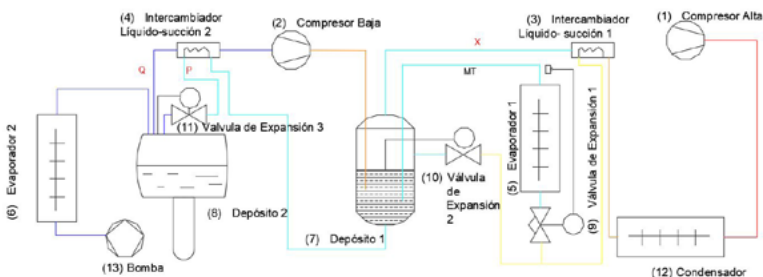 (4) Intercambiador
Líquido-succión 2
(2) Compresor Baja
(3) Intercambiador
Líquido- succión 1
(1) Compresor Alta
Q
P
X
MT
(11) Valvula de Expansión 3
(6) Evaporador 2
(8) Depósito 2
(13) Bomba
(7) Depósito 1
(10) Válvula
de
Expansión
2
(5) Evaporador 1
(9) Válvula de Expansión 1
(12) Condensador